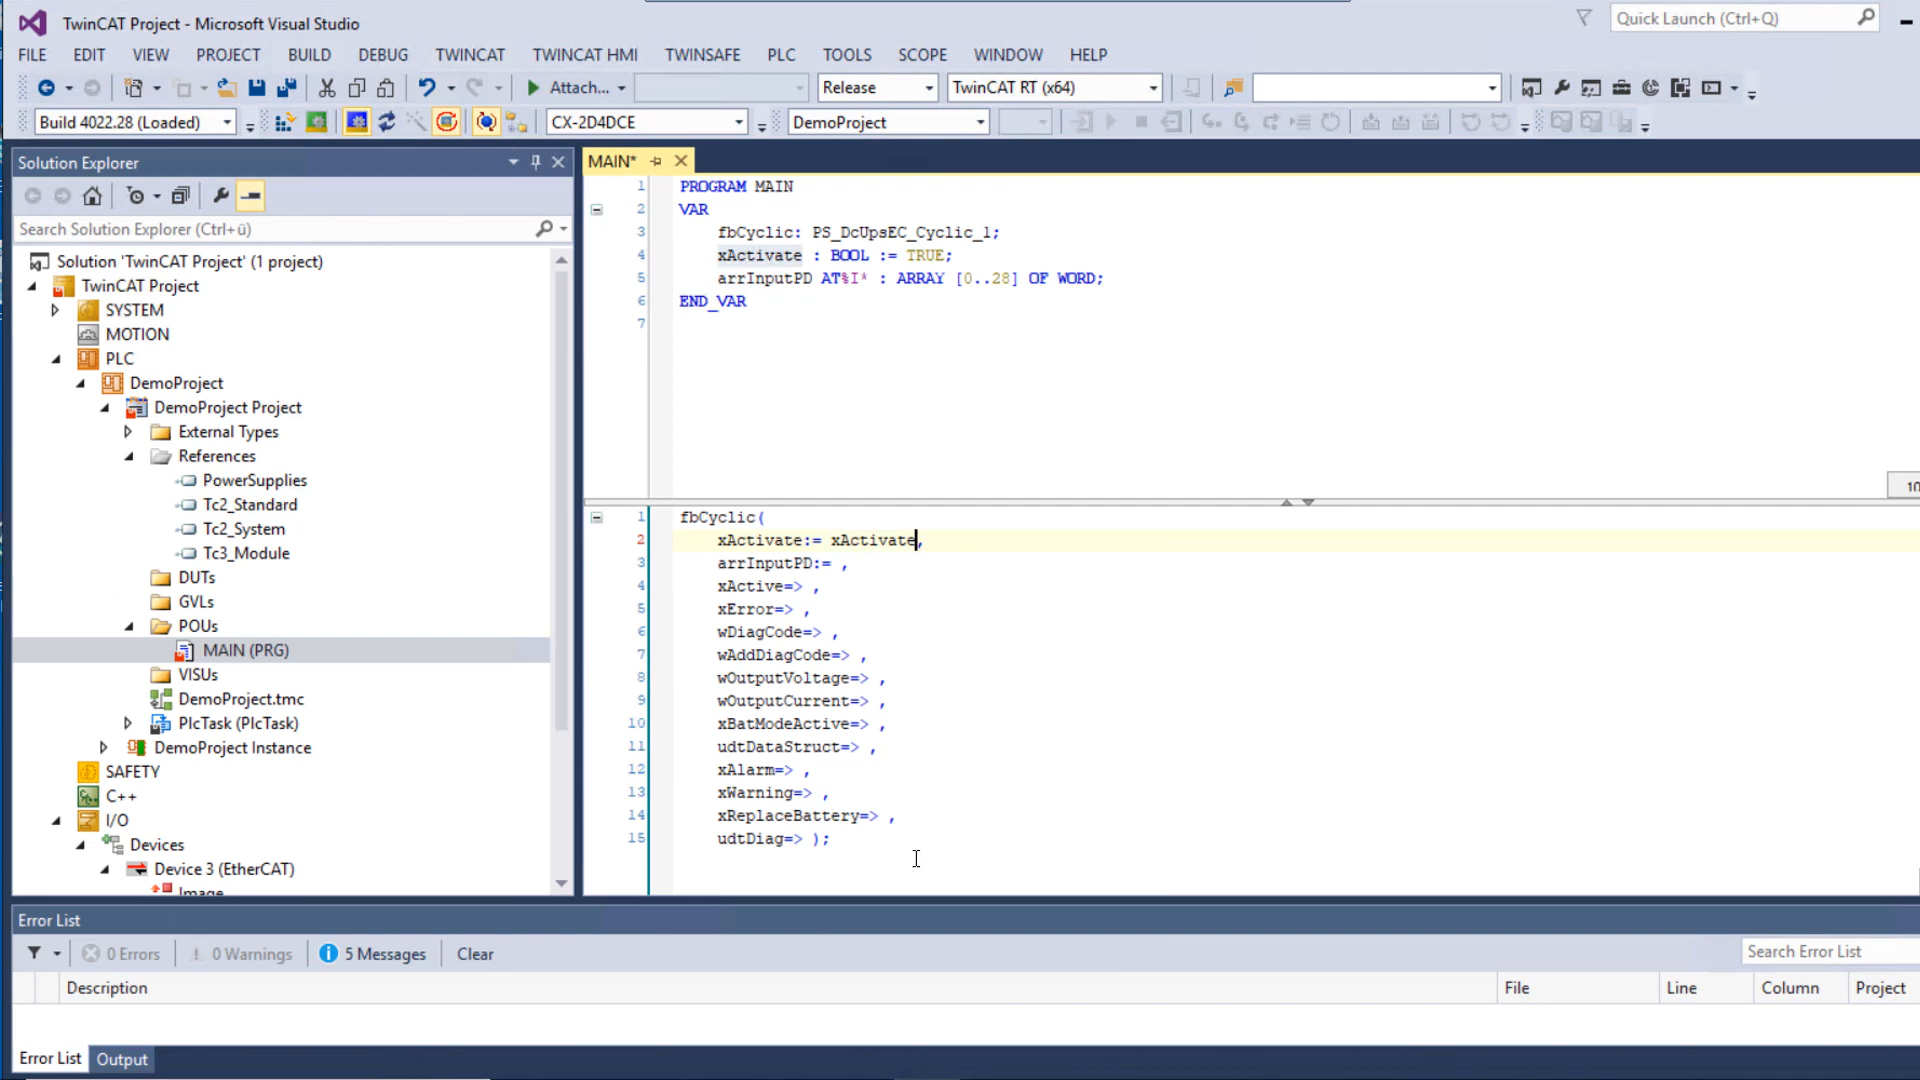 TwinCAT Project - Microsoft Visual Studio
Quick Launch (Ctrl+Q)
FILE EDIT VIEW PROJECT BUILD DEBUG TWINCAT TWINCAT HMI TWINSAFE PLC TOOLS SCOPE WINDOW HELP
Attach... Release TwinCAT RT (x64)
Build 4022.28 (Loaded) CX-2D4DCE DemoProject
Solution Explorer
Search Solution Explorer (Ctrl+ü)
Solution 'TwinCAT Project' (1 project)
TwinCAT Project
SYSTEM
MOTION
PLC
DemoProject
DemoProject Project
External Types
References
PowerSupplies
Tc2_Standard
Tc2_System
Tc3_Module
DUTs
GVLs
POUs
MAIN (PRG)
VISUs
DemoProject.tmc
PlcTask (PlcTask)
DemoProject Instance
SAFETY
C++
I/O
Devices
Device 3 (EtherCAT)
Image
MAIN*
1 PROGRAM MAIN
2 VAR
3 fbCyclic: PS_DcUpsEC_Cyclic_1;
4 xActivate : BOOL := TRUE;
5 arrInputPD AT%I* : ARRAY [0..28] OF WORD;
6 END_VAR
7
10
1 fbCyclic(
2 xActivate:= xActivate,
3 arrInputPD:= ,
4 xActive=> ,
5 xError=> ,
6 wDiagCode=> ,
7 wAddDiagCode=> ,
8 wOutputVoltage=> ,
9 wOutputCurrent=> ,
10 xBatModeActive=> ,
11 udtDataStruct=> ,
12 xAlarm=> ,
13 xWarning=> ,
14 xReplaceBattery=> ,
15 udtDiag=> );
Error List
0 Errors 0 Warnings 5 Messages Clear
Search Error List
Description File Line Column Project
Error List Output